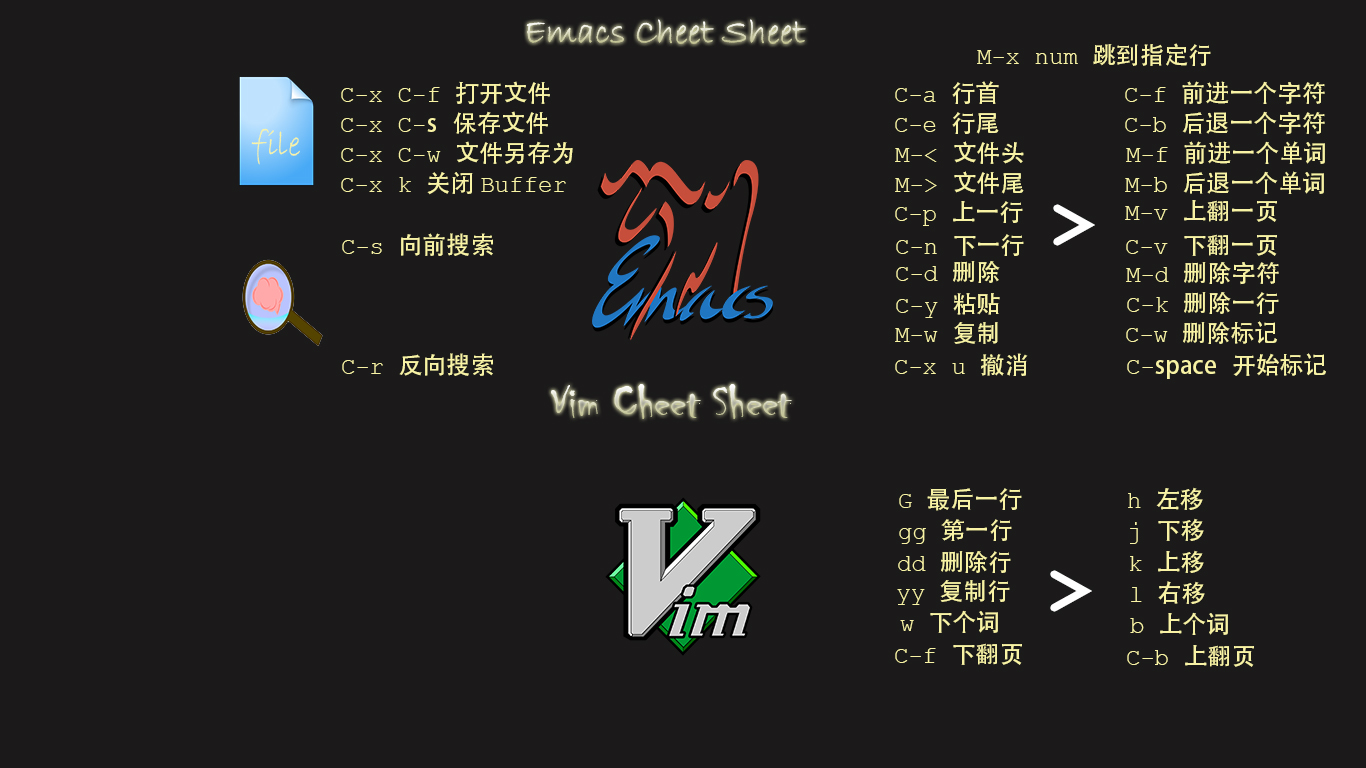 Emacs Cheet Sheet
M-x num 跳到指定行
file
C-x C-f 打开文件
C-x C-s 保存文件
C-x C-w 文件另存为
C-x k 关闭 Buffer
C-s 向前搜索
C-r 反向搜索
Emacs
C-a 行首
C-e 行尾
M-< 文件头
M-> 文件尾
C-p 上一行
C-n 下一行
C-d 删除
C-y 粘贴
M-w 复制
C-x u 撤消
>
C-f 前进一个字符
C-b 后退一个字符
M-f 前进一个单词
M-b 后退一个单词
M-v 上翻一页
C-v 下翻一页
M-d 删除字符
C-k 删除一行
C-w 删除标记
C-space 开始标记
Vim Cheet Sheet
Vim
G 最后一行
gg 第一行
dd 删除行
yy 复制行
w 下个词
C-f 下翻页
>
h 左移
j 下移
k 上移
l 右移
b 上个词
C-b 上翻页